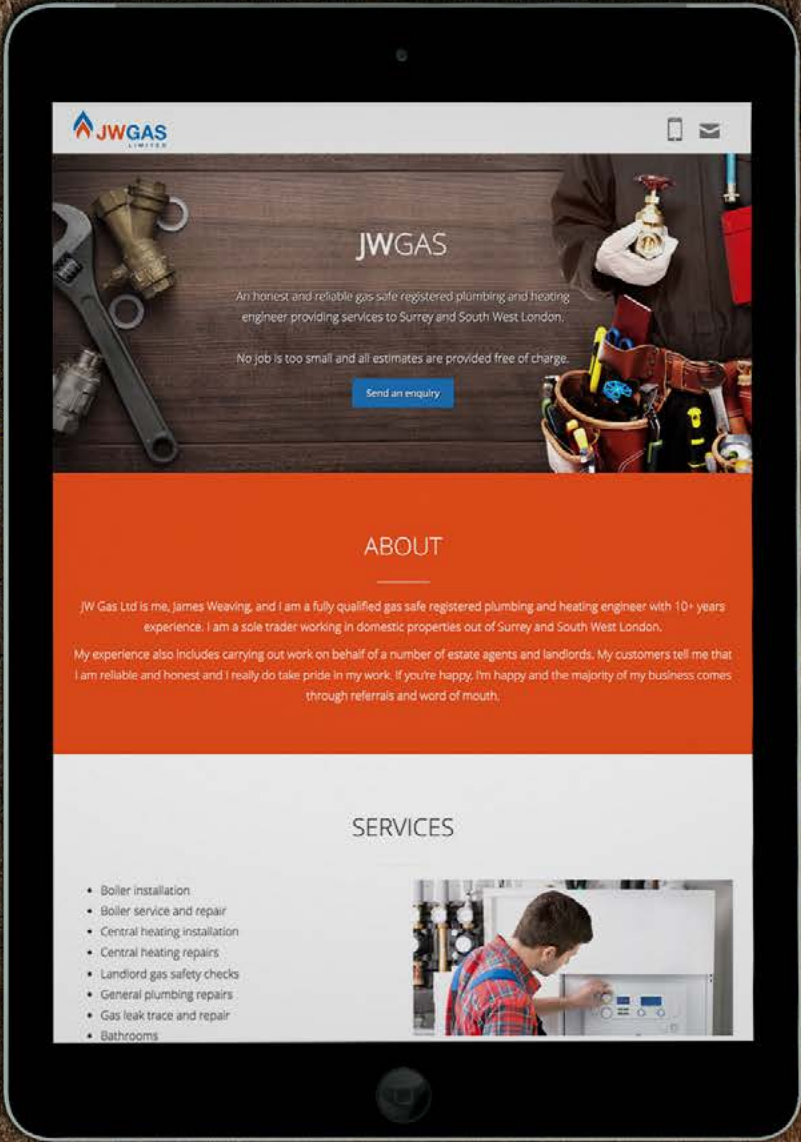 JWGAS
LIMITED
JWGAS
An honest and reliable gas safe registered plumbing and heating
engineer providing services to Surrey and South West London.
No job is too small and all estimates are provided free of charge.
Send an enquiry
ABOUT
JW Gas Ltd is me, James Weaving, and I am a fully qualified gas safe registered plumbing and heating engineer with 10+ years
experience. I am a sole trader working in domestic properties out of Surrey and South West London.
My experience also includes carrying out work on behalf of a number of estate agents and landlords. My customers tell me that
I am reliable and honest and I really do take pride in my work. If you're happy, I'm happy and the majority of my business comes
through referrals and word of mouth.
SERVICES
• Boiler installation
• Boiler service and repair
• Central heating installation
• Central heating repairs
• Landlord gas safety checks
• General plumbing repairs
• Gas leak trace and repair
• Bathrooms